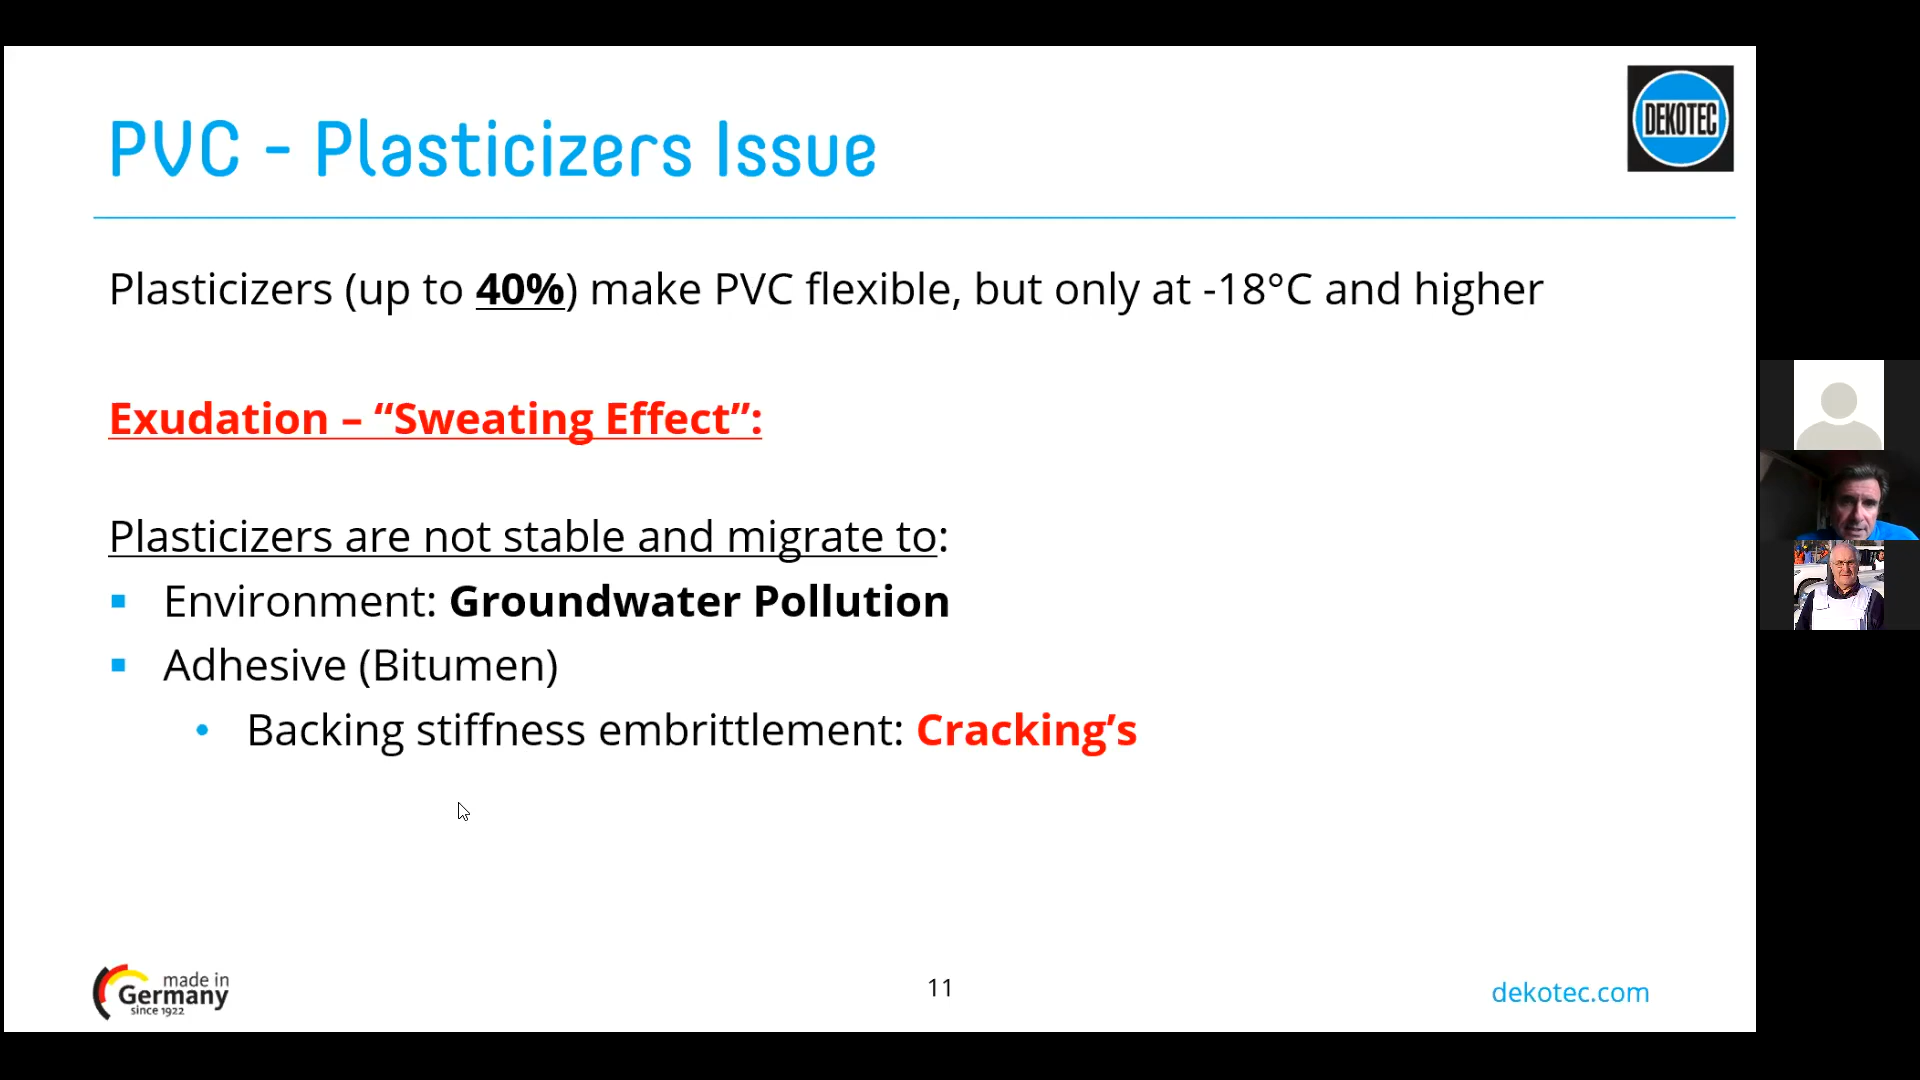 PVC - Plasticizers Issue
DEKOTEC
Plasticizers (up to 40%) make PVC flexible, but only at -18°C and higher
Exudation – “Sweating Effect”:
Plasticizers are not stable and migrate to:
Environment: Groundwater Pollution
Adhesive (Bitumen)
Backing stiffness embrittlement: Cracking’s
made in
Germany
since 1922
11
dekotec.com